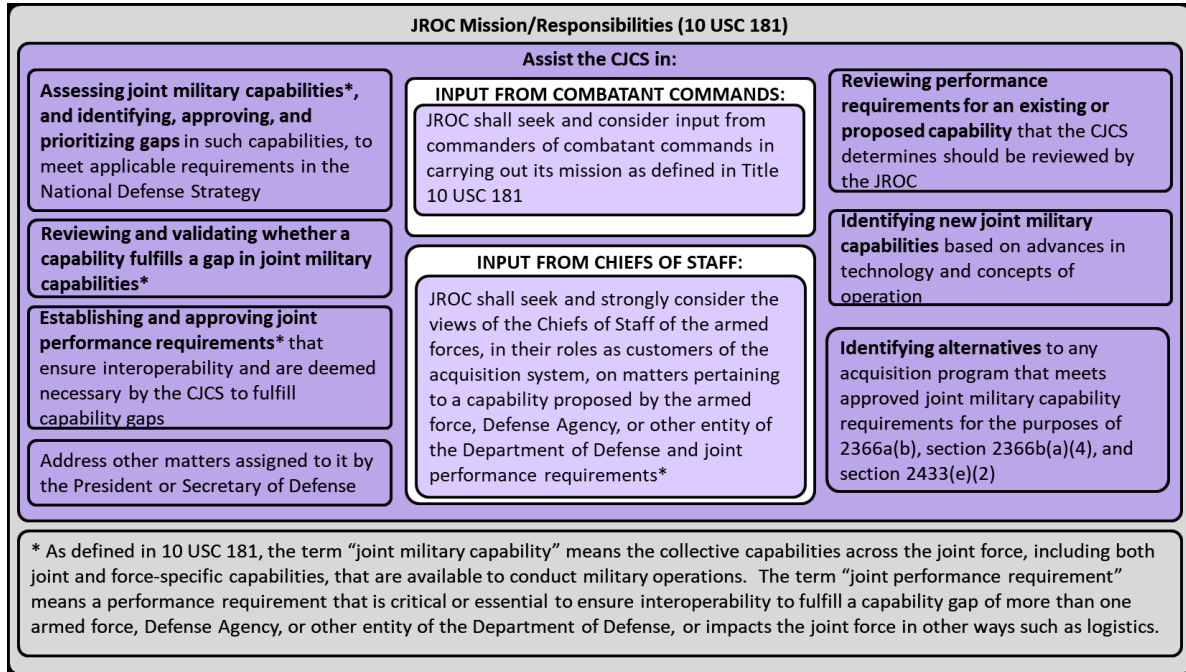 JROC Mission/Responsibilities (10 USC 181)
Assist the CJCS in:
Assessing joint military capabilities*,
and identifying, approving, and
prioritizing gaps in such capabilities, to
meet applicable requirements in the
National Defense Strategy
Reviewing and validating whether a
capability fulfills a gap in joint military
capabilities*
Establishing and approving joint
performance requirements* that
ensure interoperability and are deemed
necessary by the CJCS to fulfill
capability gaps
Address other matters assigned to it by
the President or Secretary of Defense
INPUT FROM COMBATANT COMMANDS:
JROC shall seek and consider input from
commanders of combatant commands in
carrying out its mission as defined in Title
10 USC 181
INPUT FROM CHIEFS OF STAFF:
JROC shall seek and strongly consider the
views of the Chiefs of Staff of the armed
forces, in their roles as customers of the
acquisition system, on matters pertaining
to a capability proposed by the armed
force, Defense Agency, or other entity of
the Department of Defense and joint
performance requirements*
Reviewing performance
requirements for an existing or
proposed capability that the CJCS
determines should be reviewed by
the JROC
Identifying new joint military
capabilities based on advances in
technology and concepts of
operation
Identifying alternatives to any
acquisition program that meets
approved joint military capability
requirements for the purposes of
2366a(b), section 2366b(a)(4), and
section 2433(e)(2)
* As defined in 10 USC 181, the term “joint military capability” means the collective capabilities across the joint force, including both
joint and force-specific capabilities, that are available to conduct military operations.  The term “joint performance requirement”
means a performance requirement that is critical or essential to ensure interoperability to fulfill a capability gap of more than one
armed force, Defense Agency, or other entity of the Department of Defense, or impacts the joint force in other ways such as logistics.